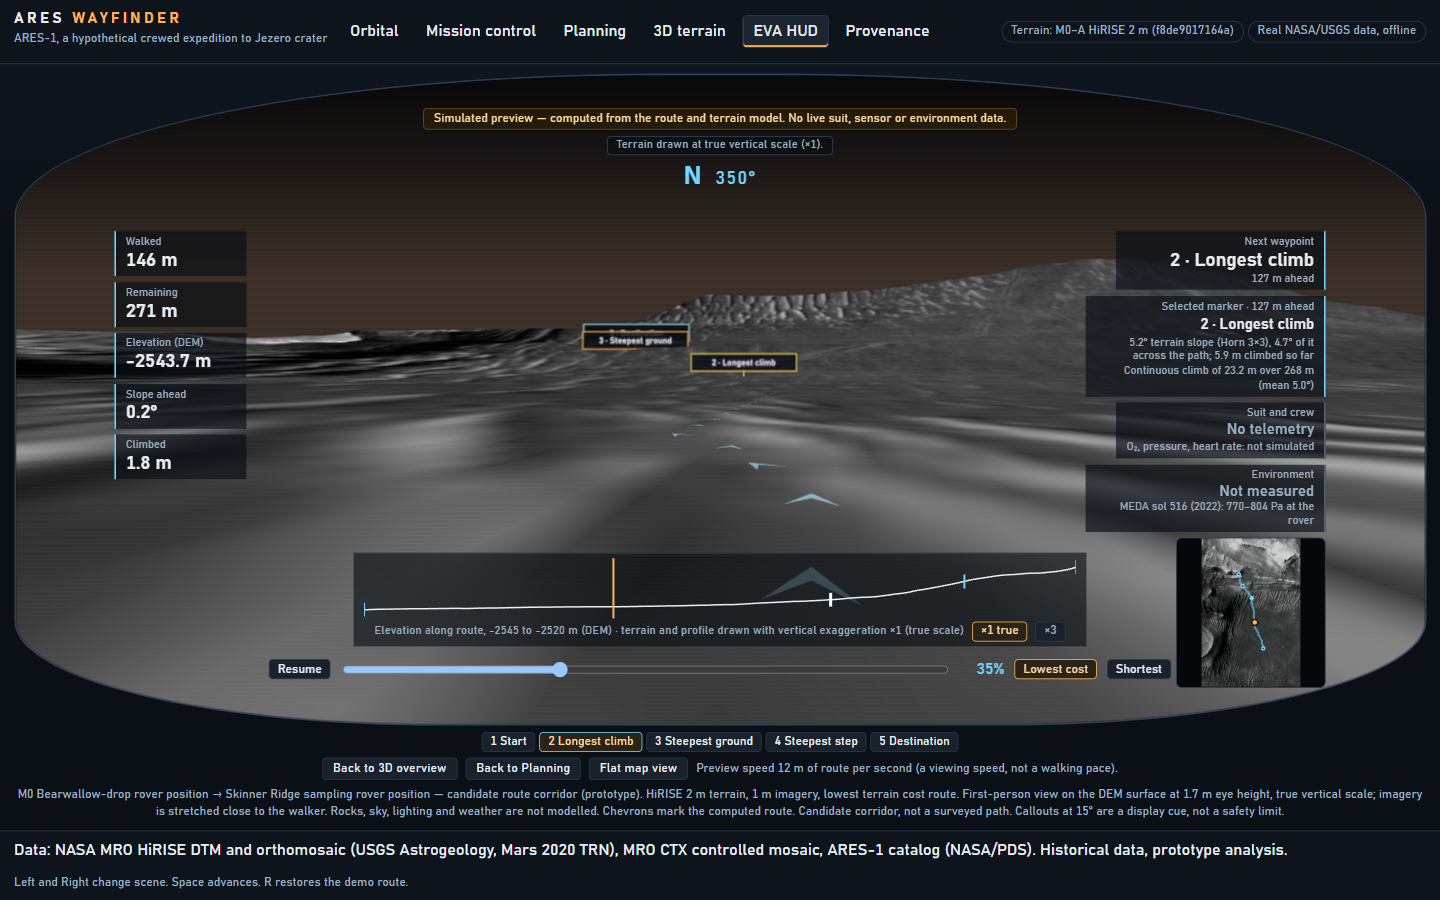 ARES WAYFINDER
ARES-1, a hypothetical crewed expedition to Jezero crater
Orbital
Mission control
Planning
3D terrain
EVA HUD
Provenance
Terrain: M0-A HiRISE 2 m (f8de9017164a)
Real NASA/USGS data, offline
Simulated preview — computed from the route and terrain model. No live suit, sensor or environment data.
Terrain drawn at true vertical scale (×1).
N 350°
Walked
146 m
Remaining
271 m
Elevation (DEM)
−2543.7 m
Slope ahead
0.2°
Climbed
1.8 m
3 · Steepest ground
2 · Longest climb
Next waypoint
2 · Longest climb
127 m ahead
Selected marker · 127 m ahead
2 · Longest climb
5.2° terrain slope (Horn 3×3), 4.7° of it
across the path; 5.9 m climbed so far
Continuous climb of 23.2 m over 268 m
(mean 5.0°)
Suit and crew
No telemetry
O₂, pressure, heart rate: not simulated
Environment
Not measured
MEDA sol 516 (2022): 770–804 Pa at the
rover
Elevation along route, −2545 to −2520 m (DEM) · terrain and profile drawn with vertical exaggeration ×1 (true scale)
×1 true
×3
Resume
35%
Lowest cost
Shortest
1 Start
2 Longest climb
3 Steepest ground
4 Steepest step
5 Destination
Back to 3D overview
Back to Planning
Flat map view
Preview speed 12 m of route per second (a viewing speed, not a walking pace).
M0 Bearwallow-drop rover position → Skinner Ridge sampling rover position — candidate route corridor (prototype). HiRISE 2 m terrain, 1 m imagery, lowest terrain cost route. First-person view on the DEM surface at 1.7 m eye height, true vertical scale; imagery
is stretched close to the walker. Rocks, sky, lighting and weather are not modelled. Chevrons mark the computed route. Candidate corridor, not a surveyed path. Callouts at 15° are a display cue, not a safety limit.
Data: NASA MRO HiRISE DTM and orthomosaic (USGS Astrogeology, Mars 2020 TRN), MRO CTX controlled mosaic, ARES-1 catalog (NASA/PDS). Historical data, prototype analysis.
Left and Right change scene. Space advances. R restores the demo route.